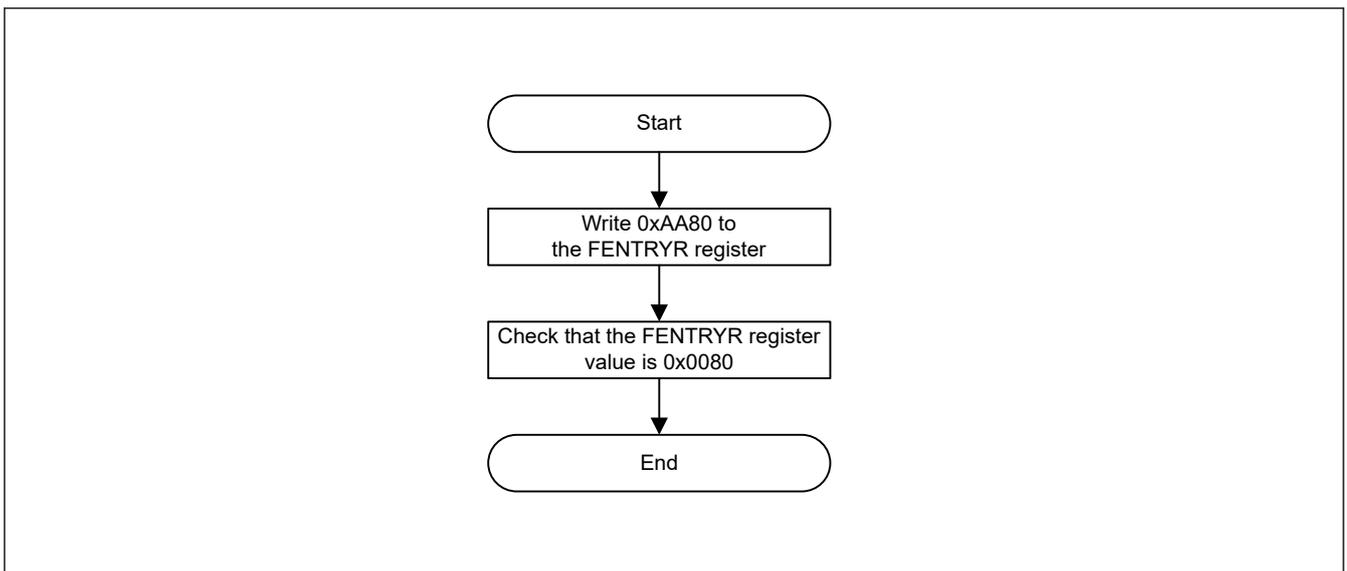 Start
Write 0xAA80 to
the FENTRYR register
Check that the FENTRYR register
value is 0x0080
End